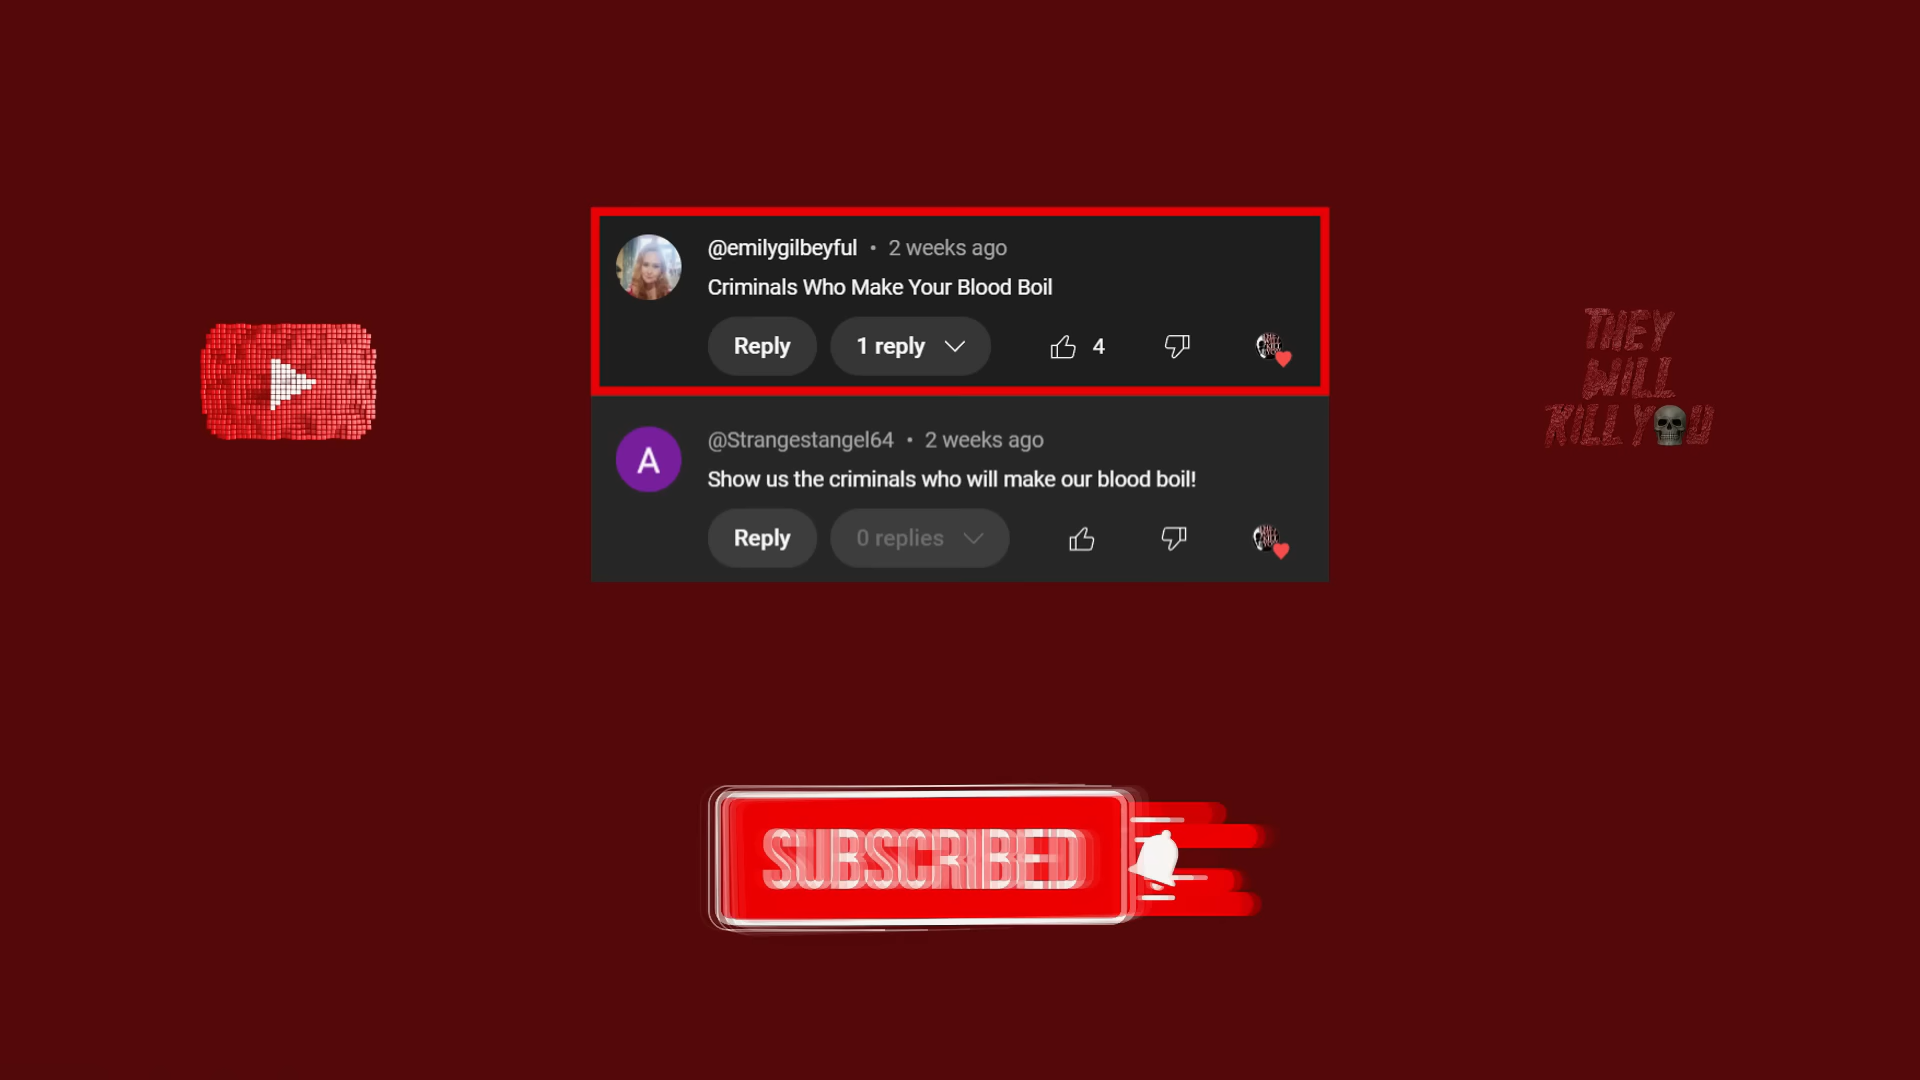 @emilygilbeyful • 2 weeks ago
Criminals Who Make Your Blood Boil
Reply 1 reply 4
@Strangestangel64 • 2 weeks ago
A
Show us the criminals who will make our blood boil!
Reply 0 replies
THEY
WILL
KILL YOU
SUBSCRIBED